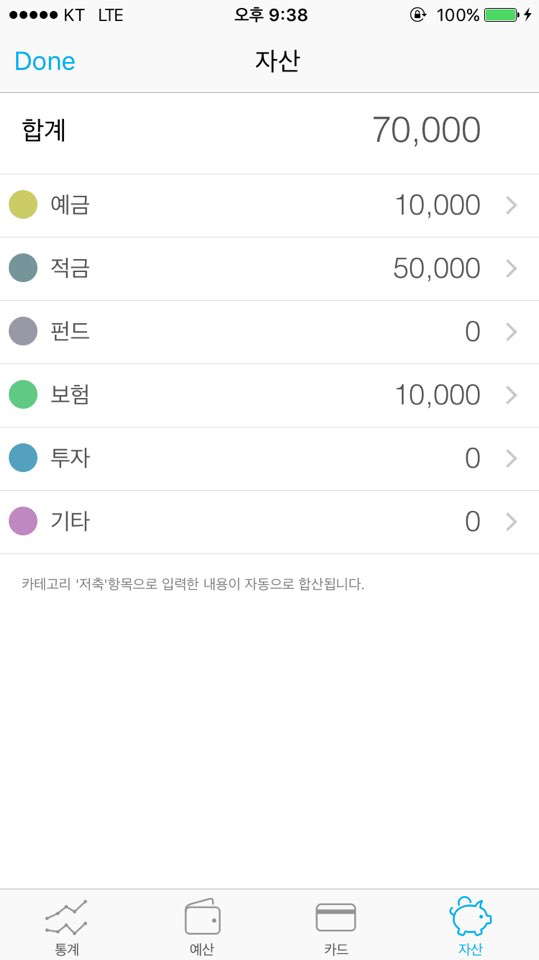 ●●●●● KT LTE 오후 9:38 100%
Done 자산
합계 70,000
예금 10,000
적금 50,000
펀드 0
보험 10,000
투자 0
기타 0
카테고리 '저축'항목으로 입력한 내용이 자동으로 합산됩니다.
통계 예산 카드 자산